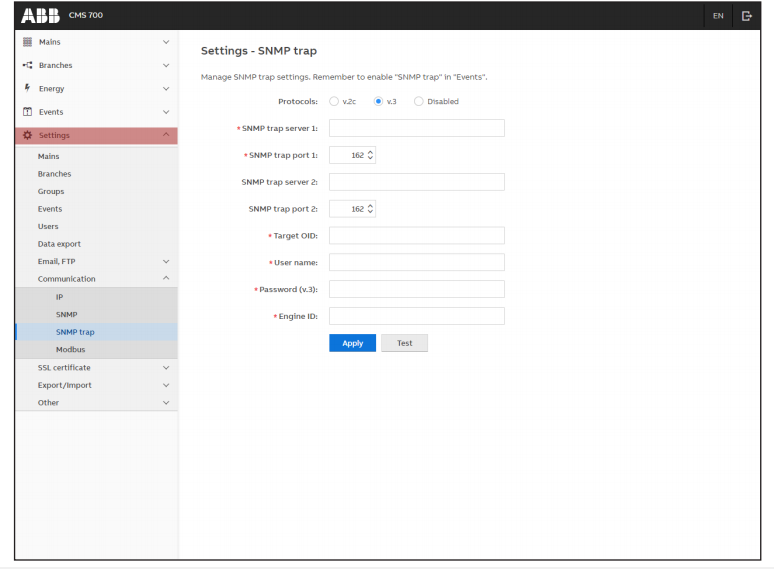 ABB CMS 700 EN
Mains
Branches
Energy
Events
Settings
Mains
Branches
Groups
Events
Users
Data export
Email, FTP
Communication
IP
SNMP
SNMP trap
Modbus
SSL certificate
Export/Import
Other
Settings - SNMP trap
Manage SNMP trap settings. Remember to enable "SNMP trap" in "Events".
Protocols: v.2c v.3 Disabled
* SNMP trap server 1:
* SNMP trap port 1: 162
SNMP trap server 2:
SNMP trap port 2: 162
* Target OID:
* User name:
* Password (v.3):
* Engine ID:
Apply Test